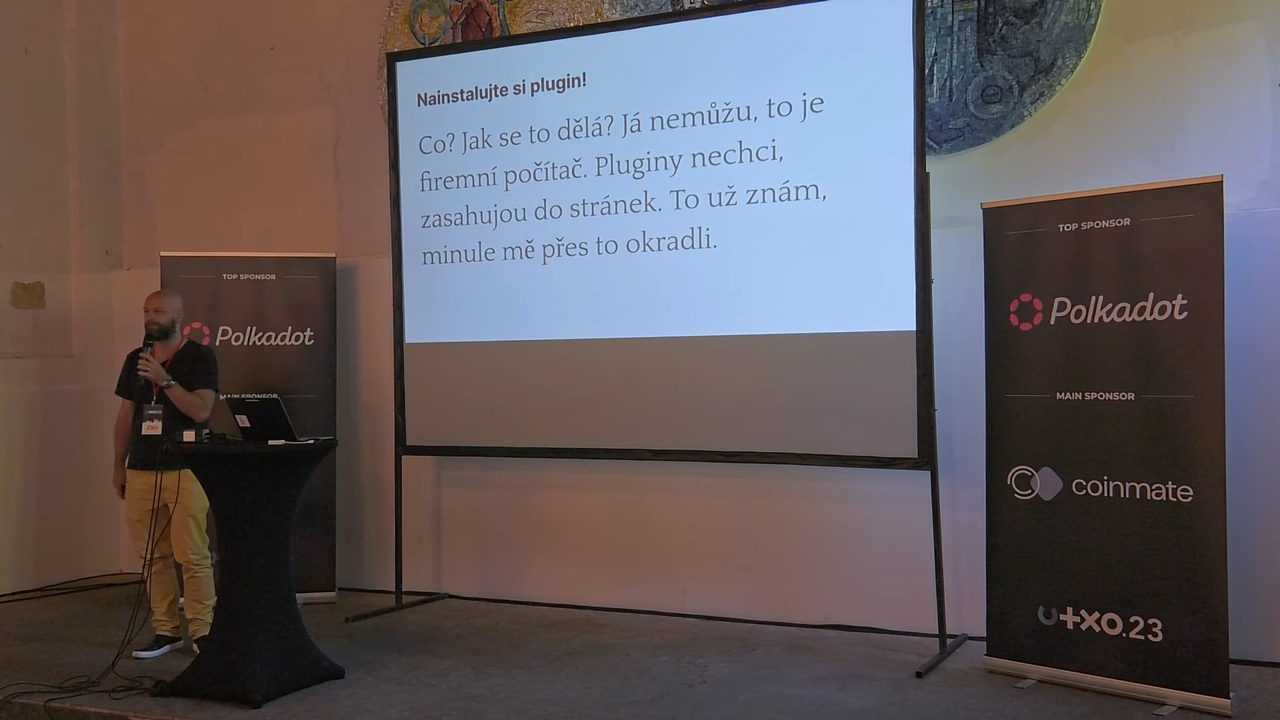 Nainstalujte si plugin!
Co? Jak se to dělá? Já nemůžu, to je
firemní počítač. Pluginy nechci,
zasahujou do stránek. To už znám,
minule mě přes to okradli.
TOP SPONSOR
Polkadot
MAIN SPONSOR
TOP SPONSOR
Polkadot
MAIN SPONSOR
coinmate
utxo.23